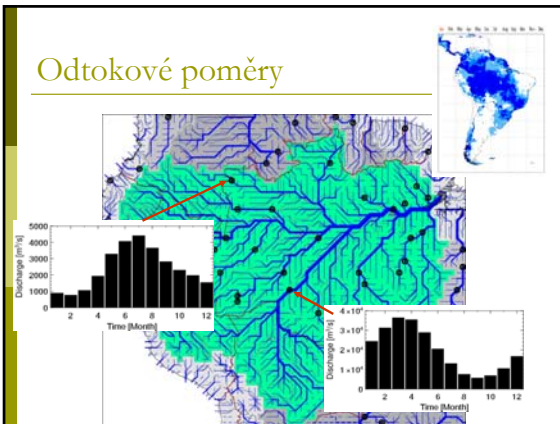 Odtokové poměry
Discharge [m³/s]
5000
4000
3000
2000
1000
0
2 4 6 8 10 12
Time [Month]
Discharge [m³/s]
4×10⁴
3×10⁴
2×10⁴
1×10⁴
0
2 4 6 8 10 12
Time [Month]